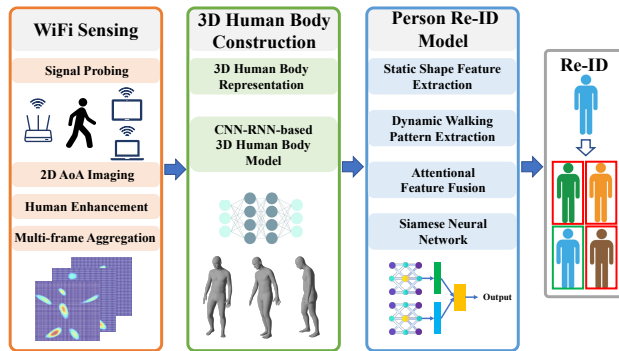 WiFi Sensing
Signal Probing
2D AoA Imaging
Human Enhancement
Multi-frame Aggregation
3D Human Body
Construction
3D Human Body
Representation
CNN-RNN-based
3D Human Body
Model
Person Re-ID
Model
Static Shape Feature
Extraction
Dynamic Walking
Pattern Extraction
Attentional
Feature Fusion
Siamese Neural
Network
Output
Re-ID